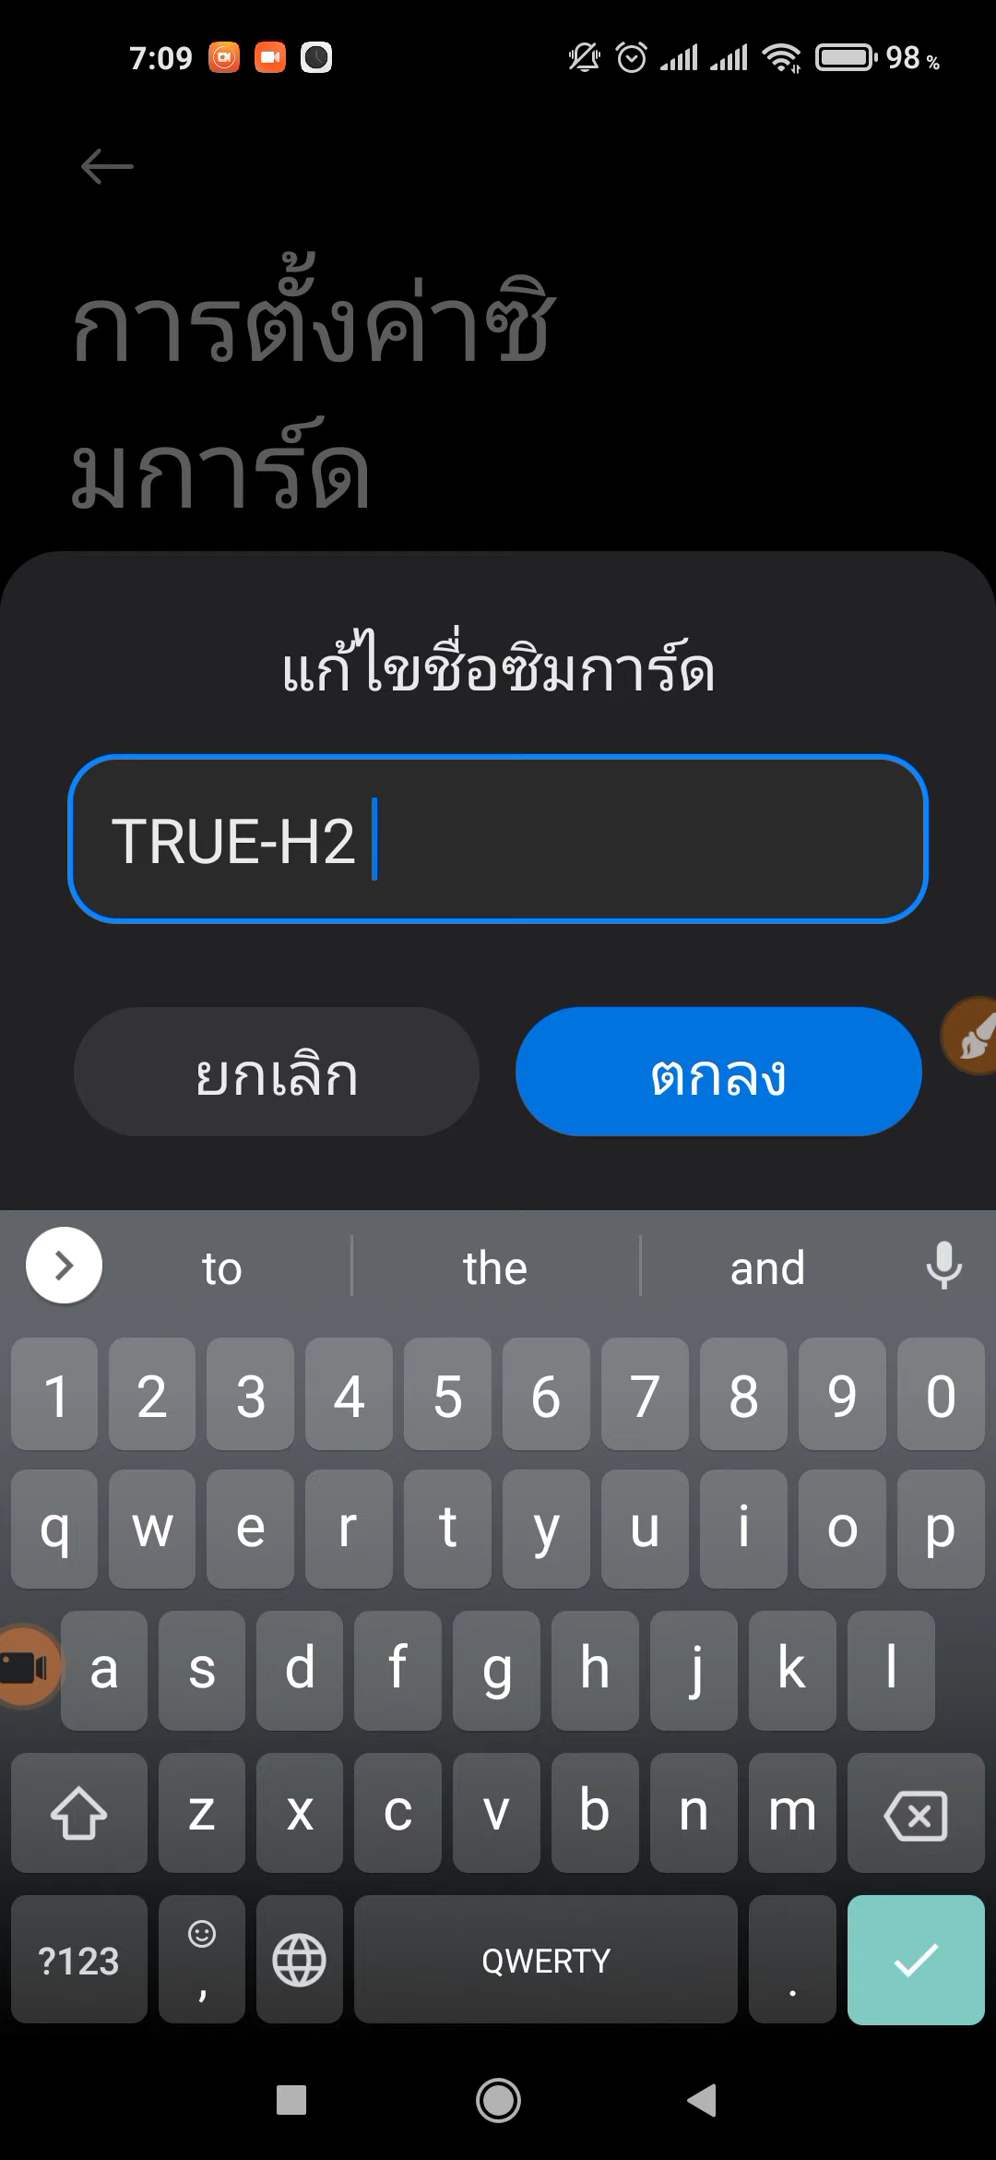 7:09 98 %
การตั้งค่าซิ
มการ์ด
แก้ไขชื่อซิมการ์ด
TRUE-H2
ยกเลิก ตกลง
to the and
1 2 3 4 5 6 7 8 9 0
q w e r t y u i o p
a s d f g h j k l
z x c v b n m
?123 , QWERTY .